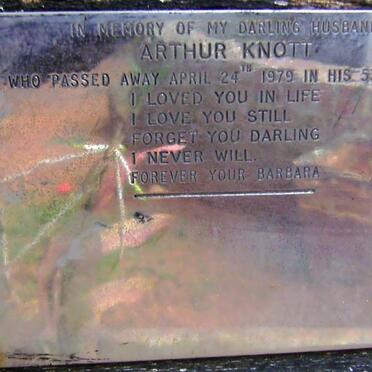 IN MEMORY OF MY DARLING HUSBAND
ARTHUR KNOTT
WHO PASSED AWAY APRIL 24TH 1979 IN HIS
I LOVED YOU IN LIFE
I LOVE YOU STILL
FORGET YOU DARLING
I NEVER WILL.
FOREVER YOUR BARBARA